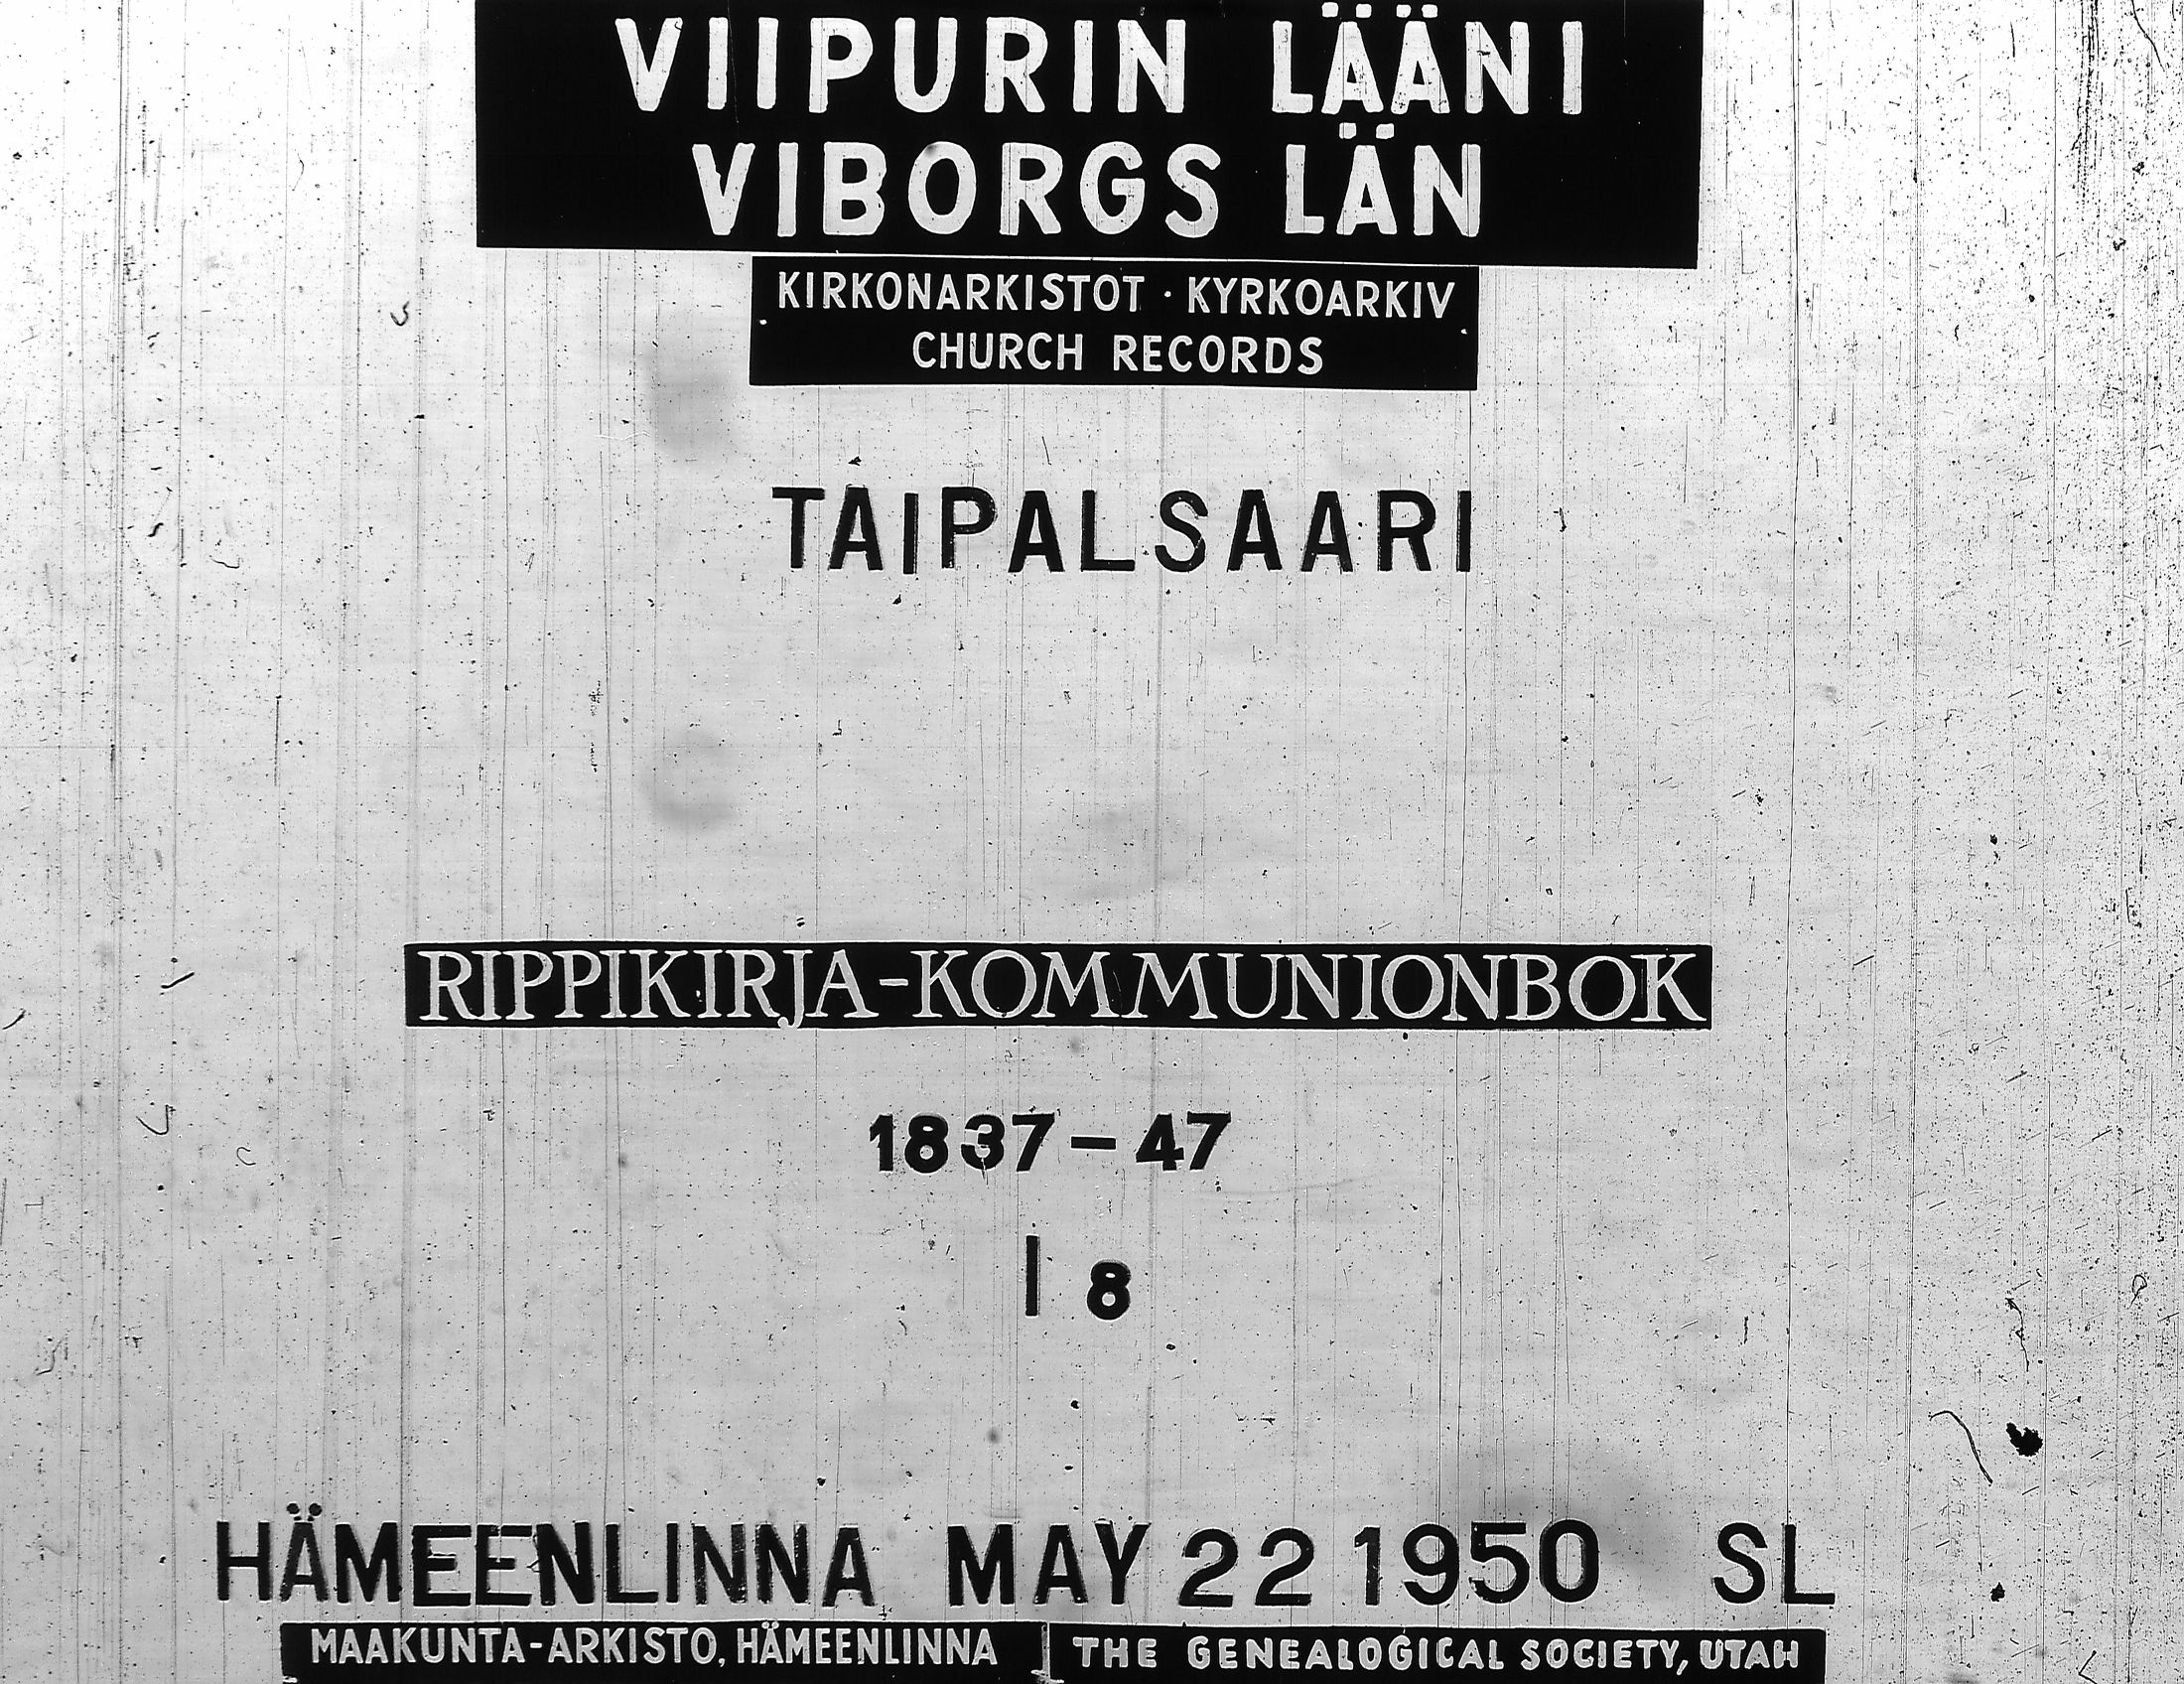 VIIPURIN LÄÄNI
VIBORGS LÄN
KIRKONARKISTOT · KYRKOARKIV
CHURCH RECORDS
TAIPALSAARI
RIPPIKIRJA-KOMMUNIONBOK
1837-47
I 8
HÄMEENLINNA MAY 22 1950 SL
MAAKUNTA-ARKISTO, HÄMEENLINNA THE GENEALOGICAL SOCIETY, UTAH